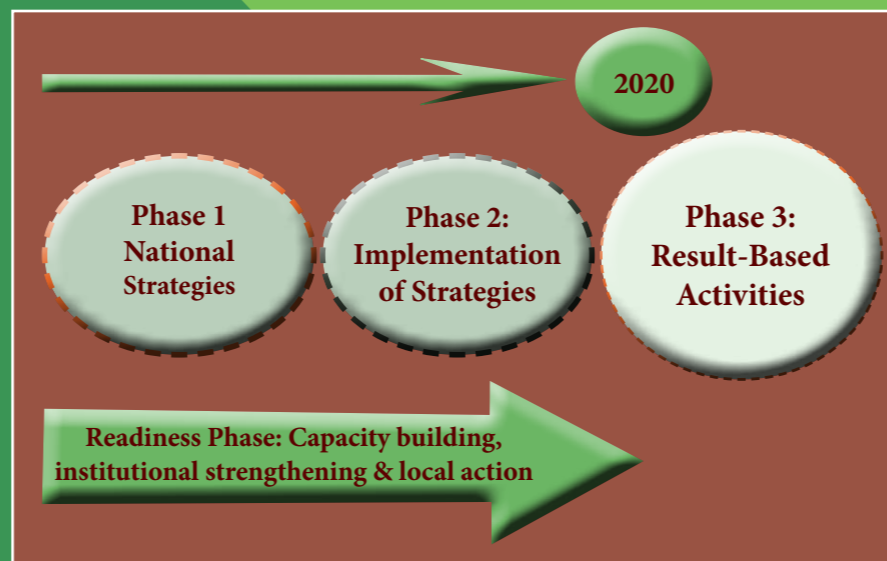 2020
Phase 1
National
Strategies
Phase 2:
Implementation
of Strategies
Phase 3:
Result-Based
Activities
Readiness Phase: Capacity building,
institutional strengthening & local action